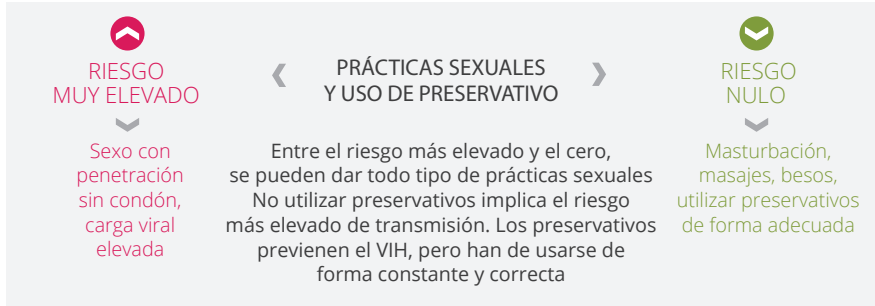 RIESGO
MUY ELEVADO
Sexo con
penetración
sin condón,
carga viral
elevada
PRÁCTICAS SEXUALES
Y USO DE PRESERVATIVO
Entre el riesgo más elevado y el cero,
se pueden dar todo tipo de prácticas sexuales
No utilizar preservativos implica el riesgo
más elevado de transmisión. Los preservativos
previenen el VIH, pero han de usarse de
forma constante y correcta
RIESGO
NULO
Masturbación,
masajes, besos,
utilizar preservativos
de forma adecuada